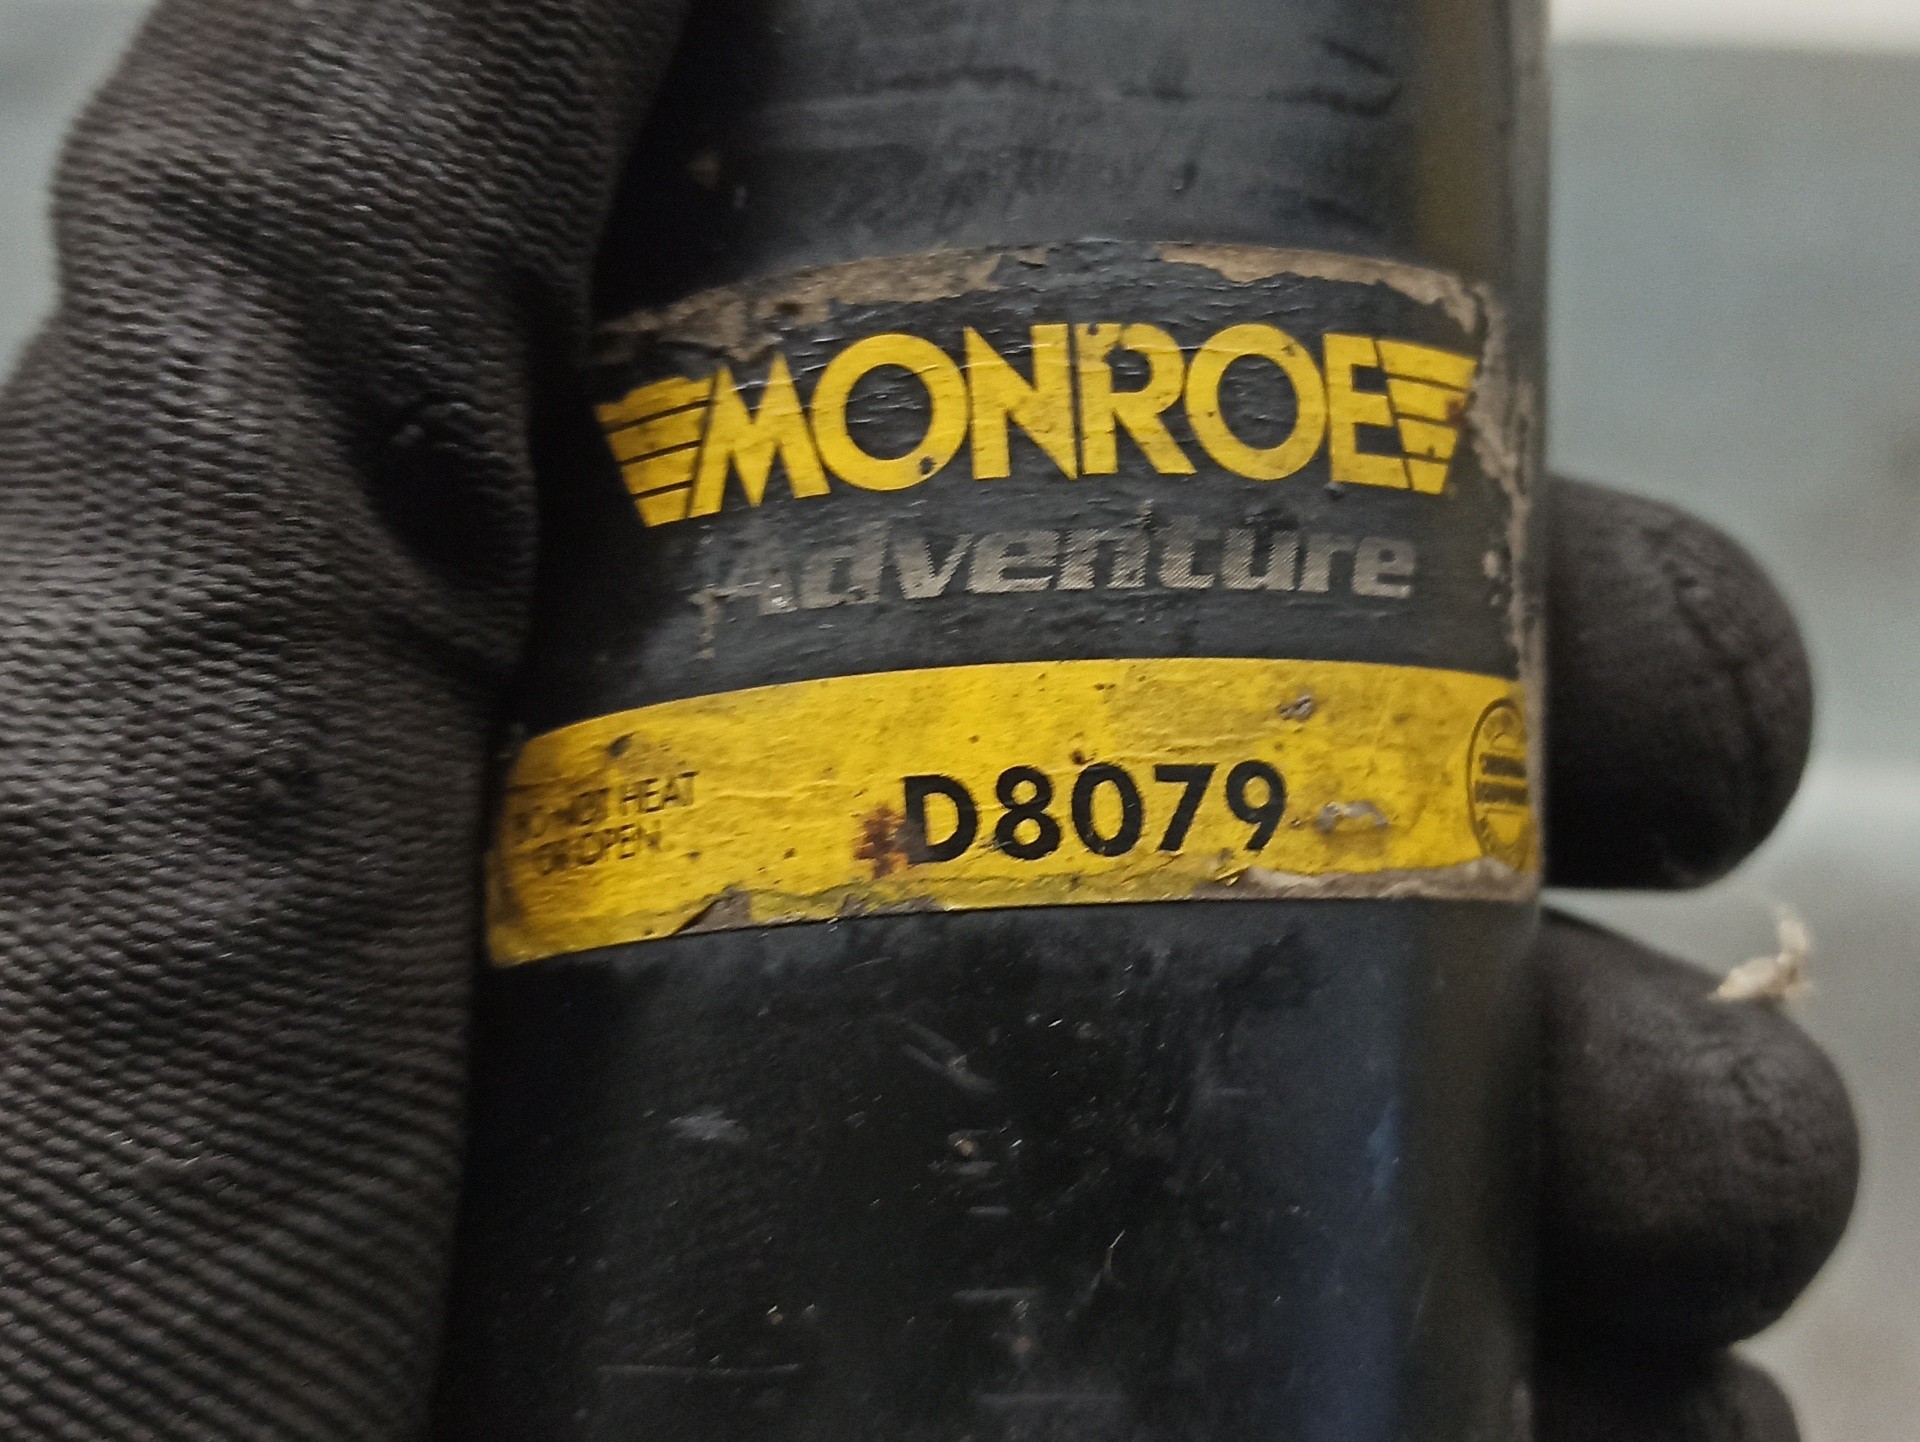 MONROE
Adventure
DO NOT HEAT
OR OPEN.
D8079